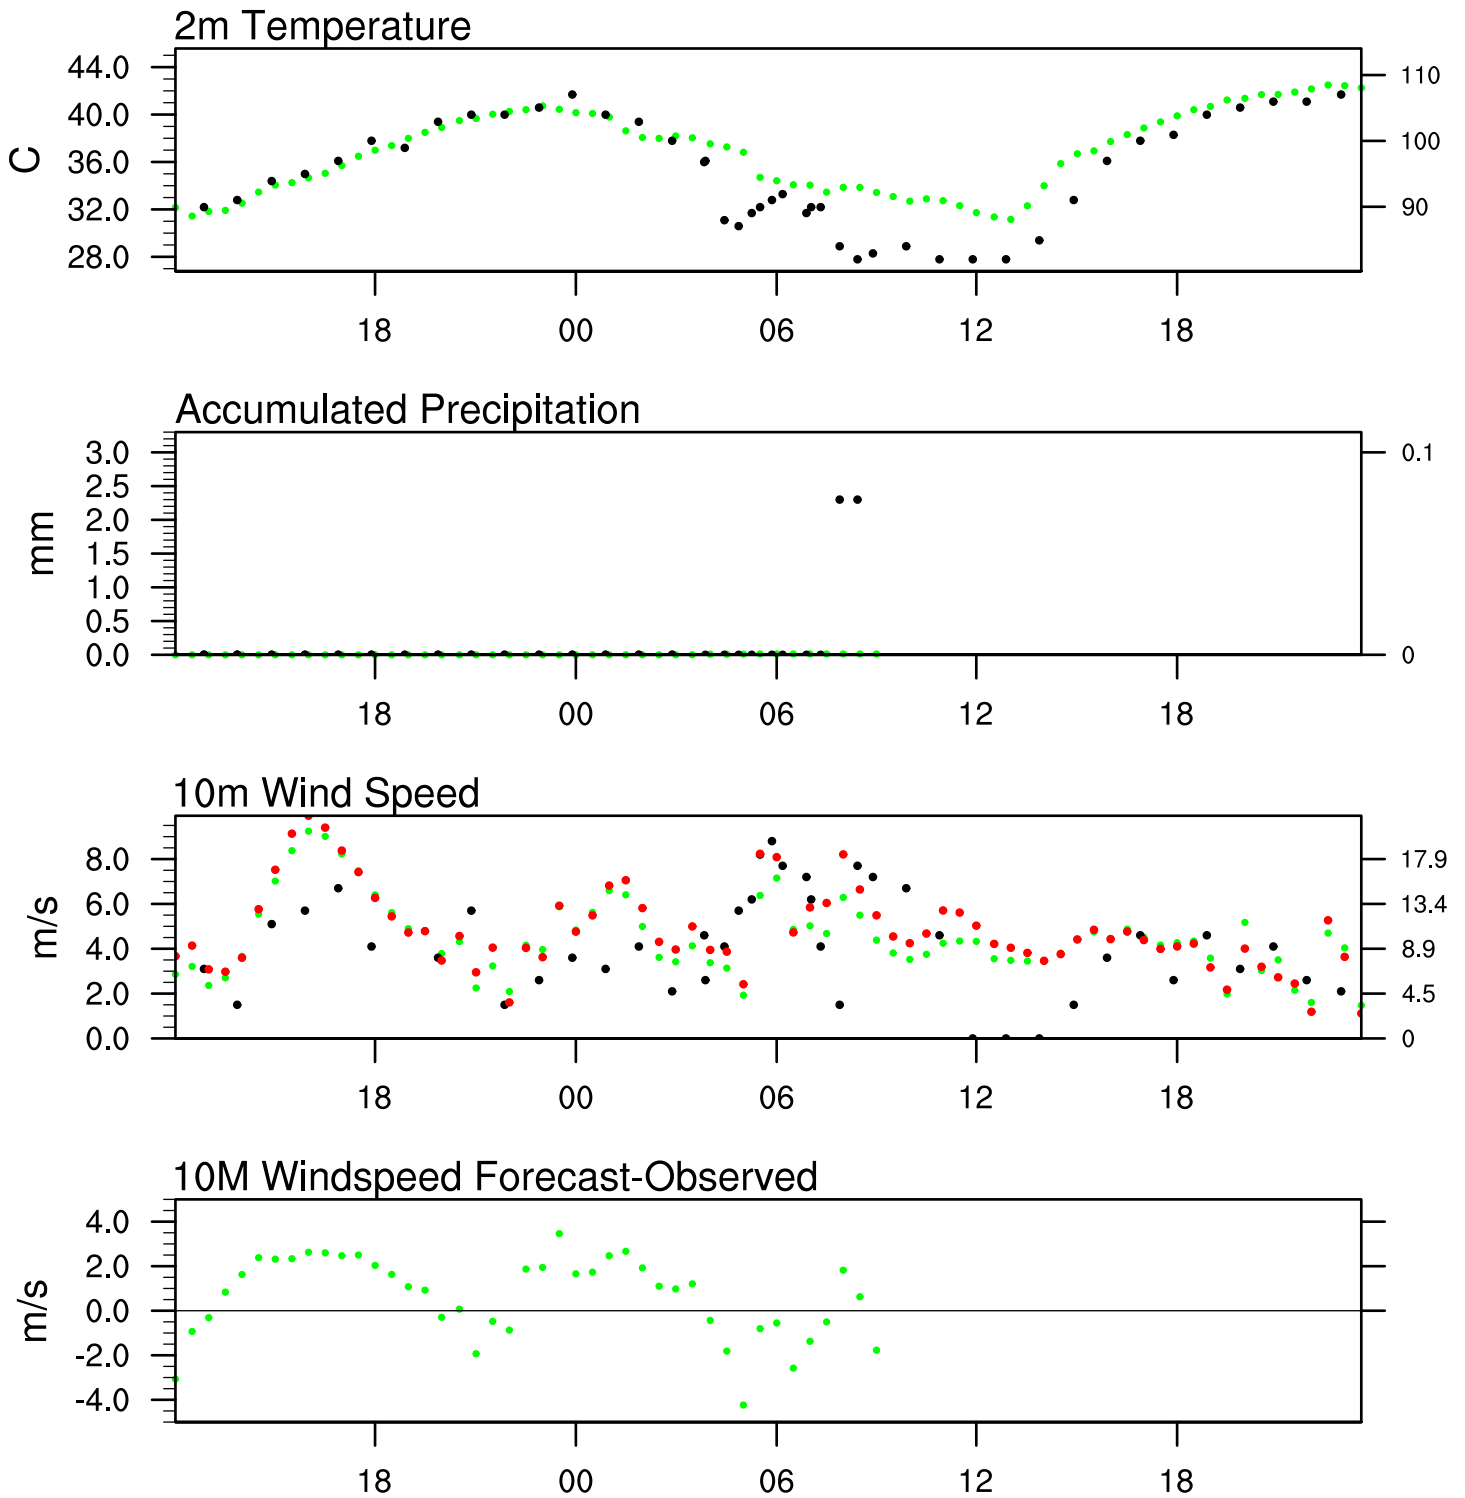 2m Temperature
44.0
40.0
36.0
32.0
28.0
C
110
100
90
18 00 06 12 18
Accumulated Precipitation
3.0
2.5
2.0
1.5
1.0
0.5
0.0
mm
0.1
0
18 00 06 12 18
10m Wind Speed
8.0
6.0
4.0
2.0
0.0
m/s
17.9
13.4
8.9
4.5
0
18 00 06 12 18
10M Windspeed Forecast-Observed
4.0
2.0
0.0
-2.0
-4.0
m/s
18 00 06 12 18